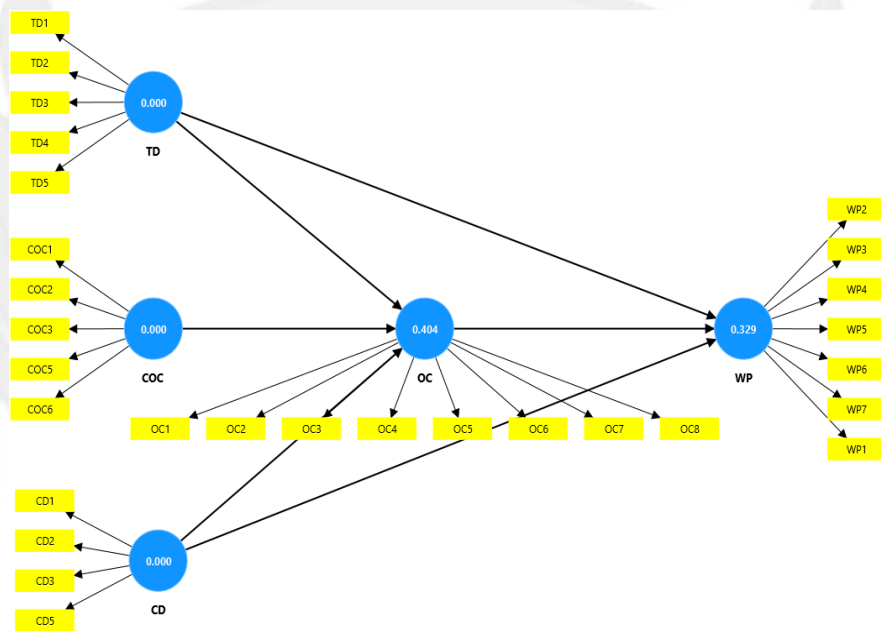 TD1
TD2
TD3
TD4
TD5
0.000
TD
COC1
COC2
COC3
COC5
COC6
0.000
COC
0.404
OC
OC1 OC2 OC3 OC4 OC5 OC6 OC7 OC8
CD1
CD2
CD3
CD5
0.000
CD
0.329
WP
WP2
WP3
WP4
WP5
WP6
WP7
WP1